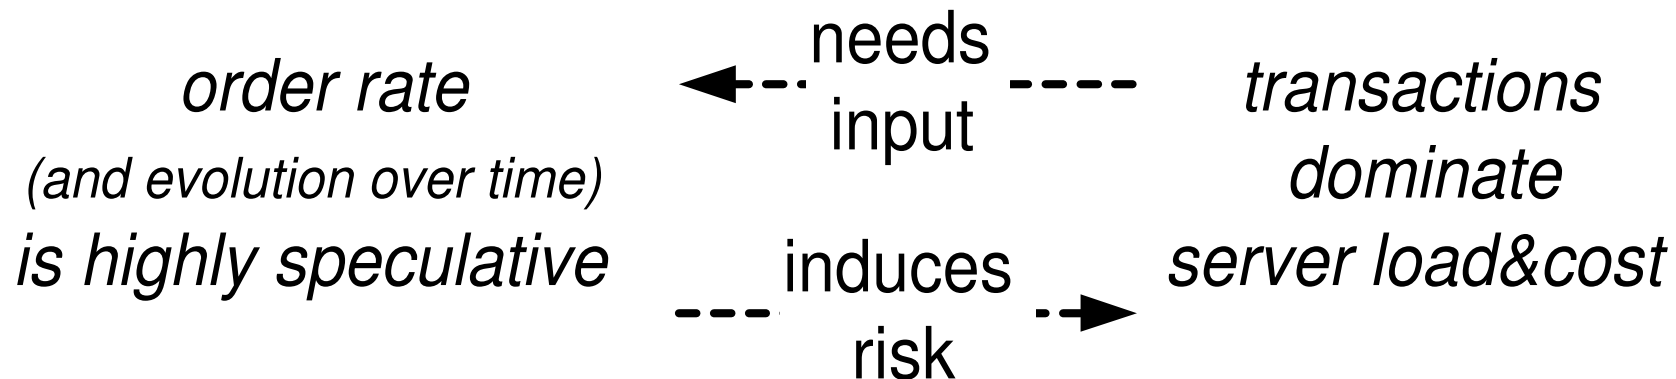 order rate
(and evolution over time)
is highly speculative
needs
input
induces
risk
transactions
dominate
server load&cost